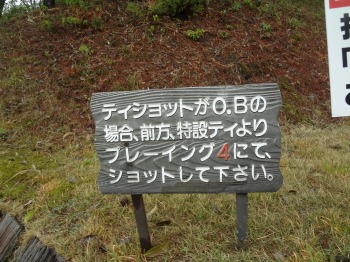 ティショットがO.Bの
場合、前方、特設ティより
プレーイング4にて、
ショットして下さい。